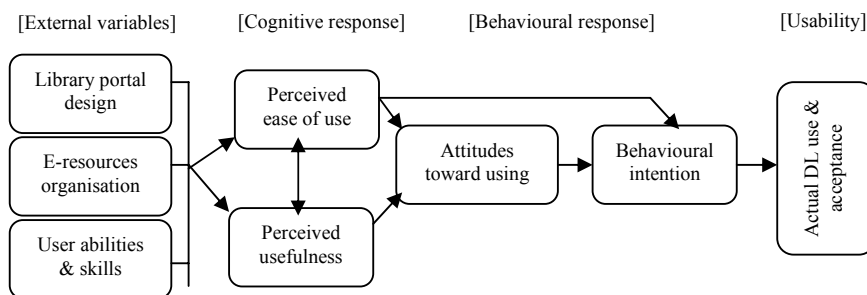 [External variables] [Cognitive response] [Behavioural response] [Usability]
Library portal
design
E-resources
organisation
User abilities
& skills
Perceived
ease of use
Perceived
usefulness
Attitudes
toward using
Behavioural
intention
Actual DL use &
acceptance